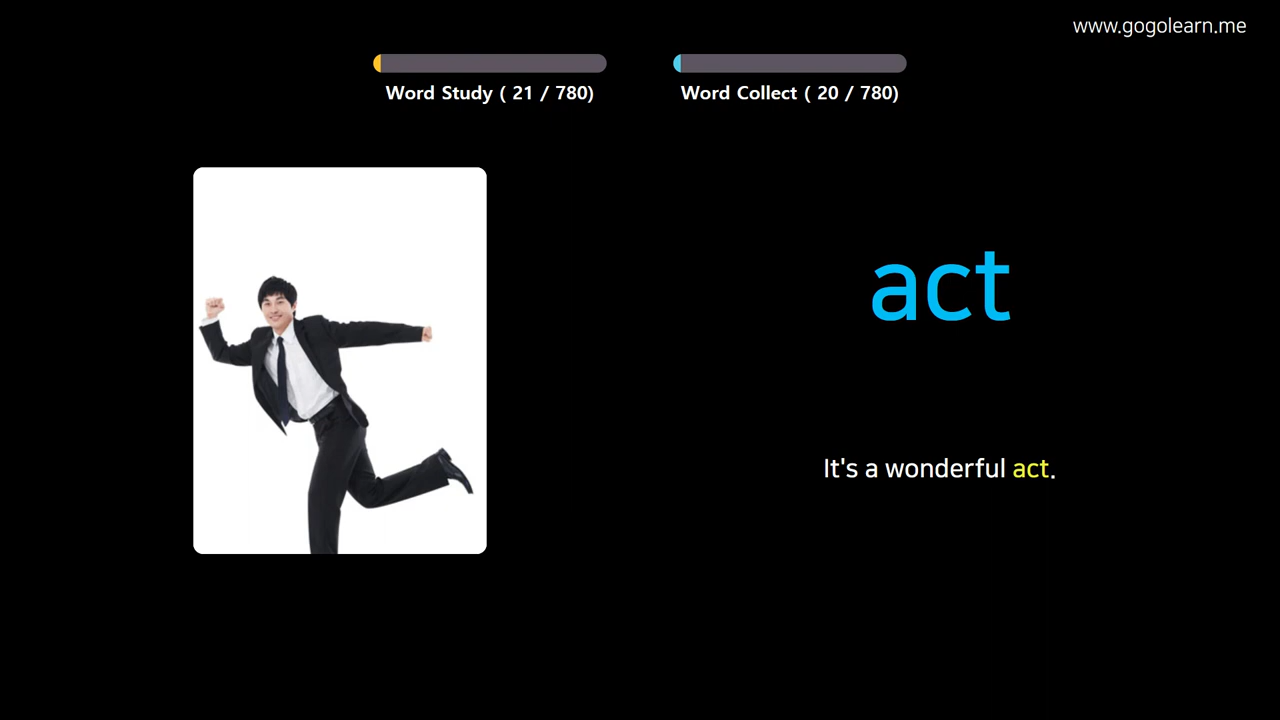 www.gogolearn.me
Word Study ( 21 / 780)
Word Collect ( 20 / 780)
act
It's a wonderful act.